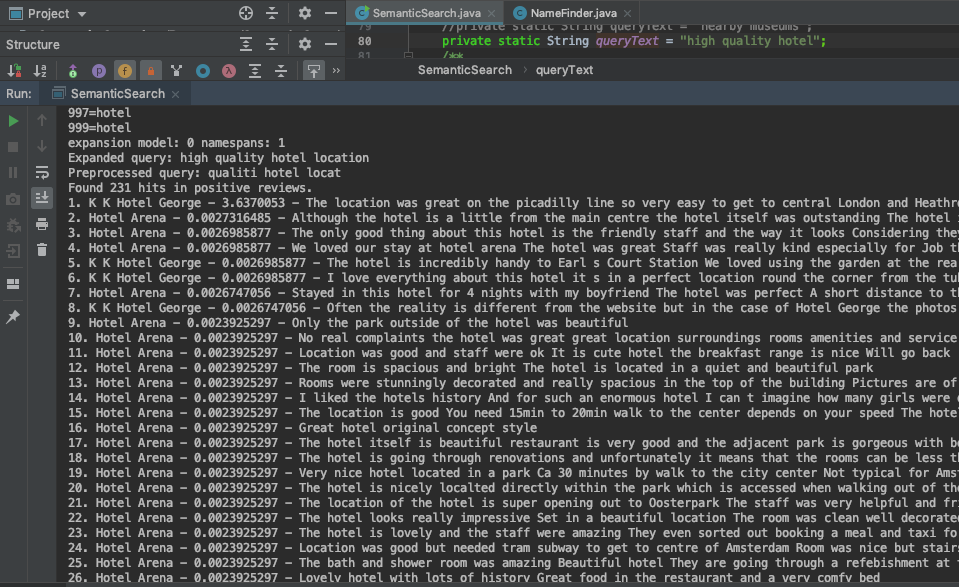 Project
SemanticSearch.java
NameFinder.java
79 //private static String queryText = "nearby museums";
Structure
80 private static String queryText = "high quality hotel";
81 /**
SemanticSearch > queryText
Run: SemanticSearch
997=hotel
999=hotel
expansion model: 0 namespans: 1
Expanded query: high quality hotel location
Preprocessed query: qualiti hotel locat
Found 231 hits in positive reviews.
1. K K Hotel George – 3.6370053 – The location was great on the picadilly line so very easy to get to central London and Heathro
2. Hotel Arena – 0.0027316485 – Although the hotel is a little from the main centre the hotel itself was outstanding The hotel i
3. Hotel Arena – 0.0026985877 – The only good thing about this hotel is the friendly staff and the way it looks Considering they
4. Hotel Arena – 0.0026985877 – We loved our stay at hotel arena The hotel was great Staff was really kind especially for Job th
5. K K Hotel George – 0.0026985877 – The hotel is incredibly handy to Earl s Court Station We loved using the garden at the rea
6. K K Hotel George – 0.0026985877 – I love everything about this hotel it s in a perfect location round the corner from the tub
7. Hotel Arena – 0.0026747056 – Stayed in this hotel for 4 nights with my boyfriend The hotel was perfect A short distance to th
8. K K Hotel George – 0.0026747056 – Often the reality is different from the website but in the case of Hotel George the photos
9. Hotel Arena – 0.0023925297 – Only the park outside of the hotel was beautiful
10. Hotel Arena – 0.0023925297 – No real complaints the hotel was great great location surroundings rooms amenities and service
11. Hotel Arena – 0.0023925297 – Location was good and staff were ok It is cute hotel the breakfast range is nice Will go back
12. Hotel Arena – 0.0023925297 – The room is spacious and bright The hotel is located in a quiet and beautiful park
13. Hotel Arena – 0.0023925297 – Rooms were stunningly decorated and really spacious in the top of the building Pictures are of
14. Hotel Arena – 0.0023925297 – I liked the hotels history And for such an enormous hotel I can t imagine how many girls were
15. Hotel Arena – 0.0023925297 – The location is good You need 15min to 20min walk to the center depends on your speed The hote
16. Hotel Arena – 0.0023925297 – Great hotel original concept style
17. Hotel Arena – 0.0023925297 – The hotel itself is beautiful restaurant is very good and the adjacent park is gorgeous with be
18. Hotel Arena – 0.0023925297 – The hotel is going through renovations and unfortunately it means that the rooms can be less th
19. Hotel Arena – 0.0023925297 – Very nice hotel located in a park Ca 30 minutes by walk to the city center Not typical for Ams
20. Hotel Arena – 0.0023925297 – The hotel is nicely localted directly within the park which is accessed when walking out of the
21. Hotel Arena – 0.0023925297 – The location of the hotel is super opening out to Oosterpark The staff was very helpful and fri
22. Hotel Arena – 0.0023925297 – The hotel looks really impressive Set in a beautiful location The room was clean well decorate
23. Hotel Arena – 0.0023925297 – The hotel is lovely and the staff were amazing They even sorted out booking a meal and taxi fo
24. Hotel Arena – 0.0023925297 – Location was good but needed tram subway to get to centre of Amsterdam Room was nice but stairs
25. Hotel Arena – 0.0023925297 – The bath and shower room was amazing Beautiful hotel They are going through a refebishment at
26. Hotel Arena – 0.0023925297 – Lovely hotel with lots of history Great food in the restaurant and a very comfy bed